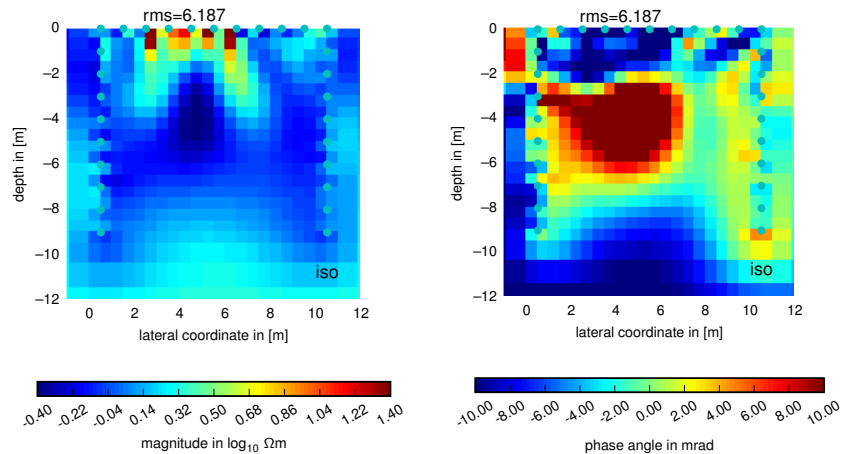 rms=6.187
0
−2
−4
−6
−8
−10
−12
depth in [m]
iso
0 2 4 6 8 10 12
lateral coordinate in [m]
-0.40 -0.22 -0.04 0.14 0.32 0.50 0.68 0.86 1.04 1.22 1.40
magnitude in log10 Ωm
rms=6.187
0
−2
−4
−6
−8
−10
−12
depth in [m]
iso
0 2 4 6 8 10 12
lateral coordinate in [m]
-10.00 -8.00 -6.00 -4.00 -2.00 0.00 2.00 4.00 6.00 8.00 10.00
phase angle in mrad